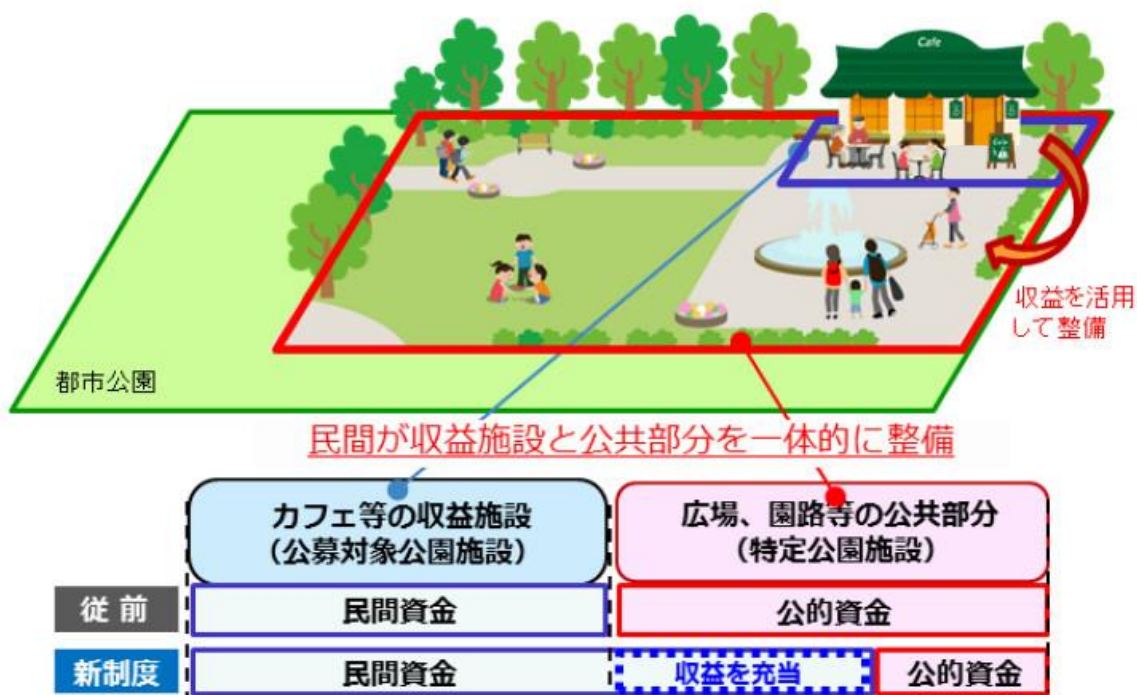 Cafe
Cafe
収益を活用
して整備
都市公園
民間が収益施設と公共部分を一体的に整備
カフェ等の収益施設
（公募対象公園施設）
広場、園路等の公共部分
（特定公園施設）
従前
民間資金
公的資金
新制度
民間資金
収益を充当
公的資金